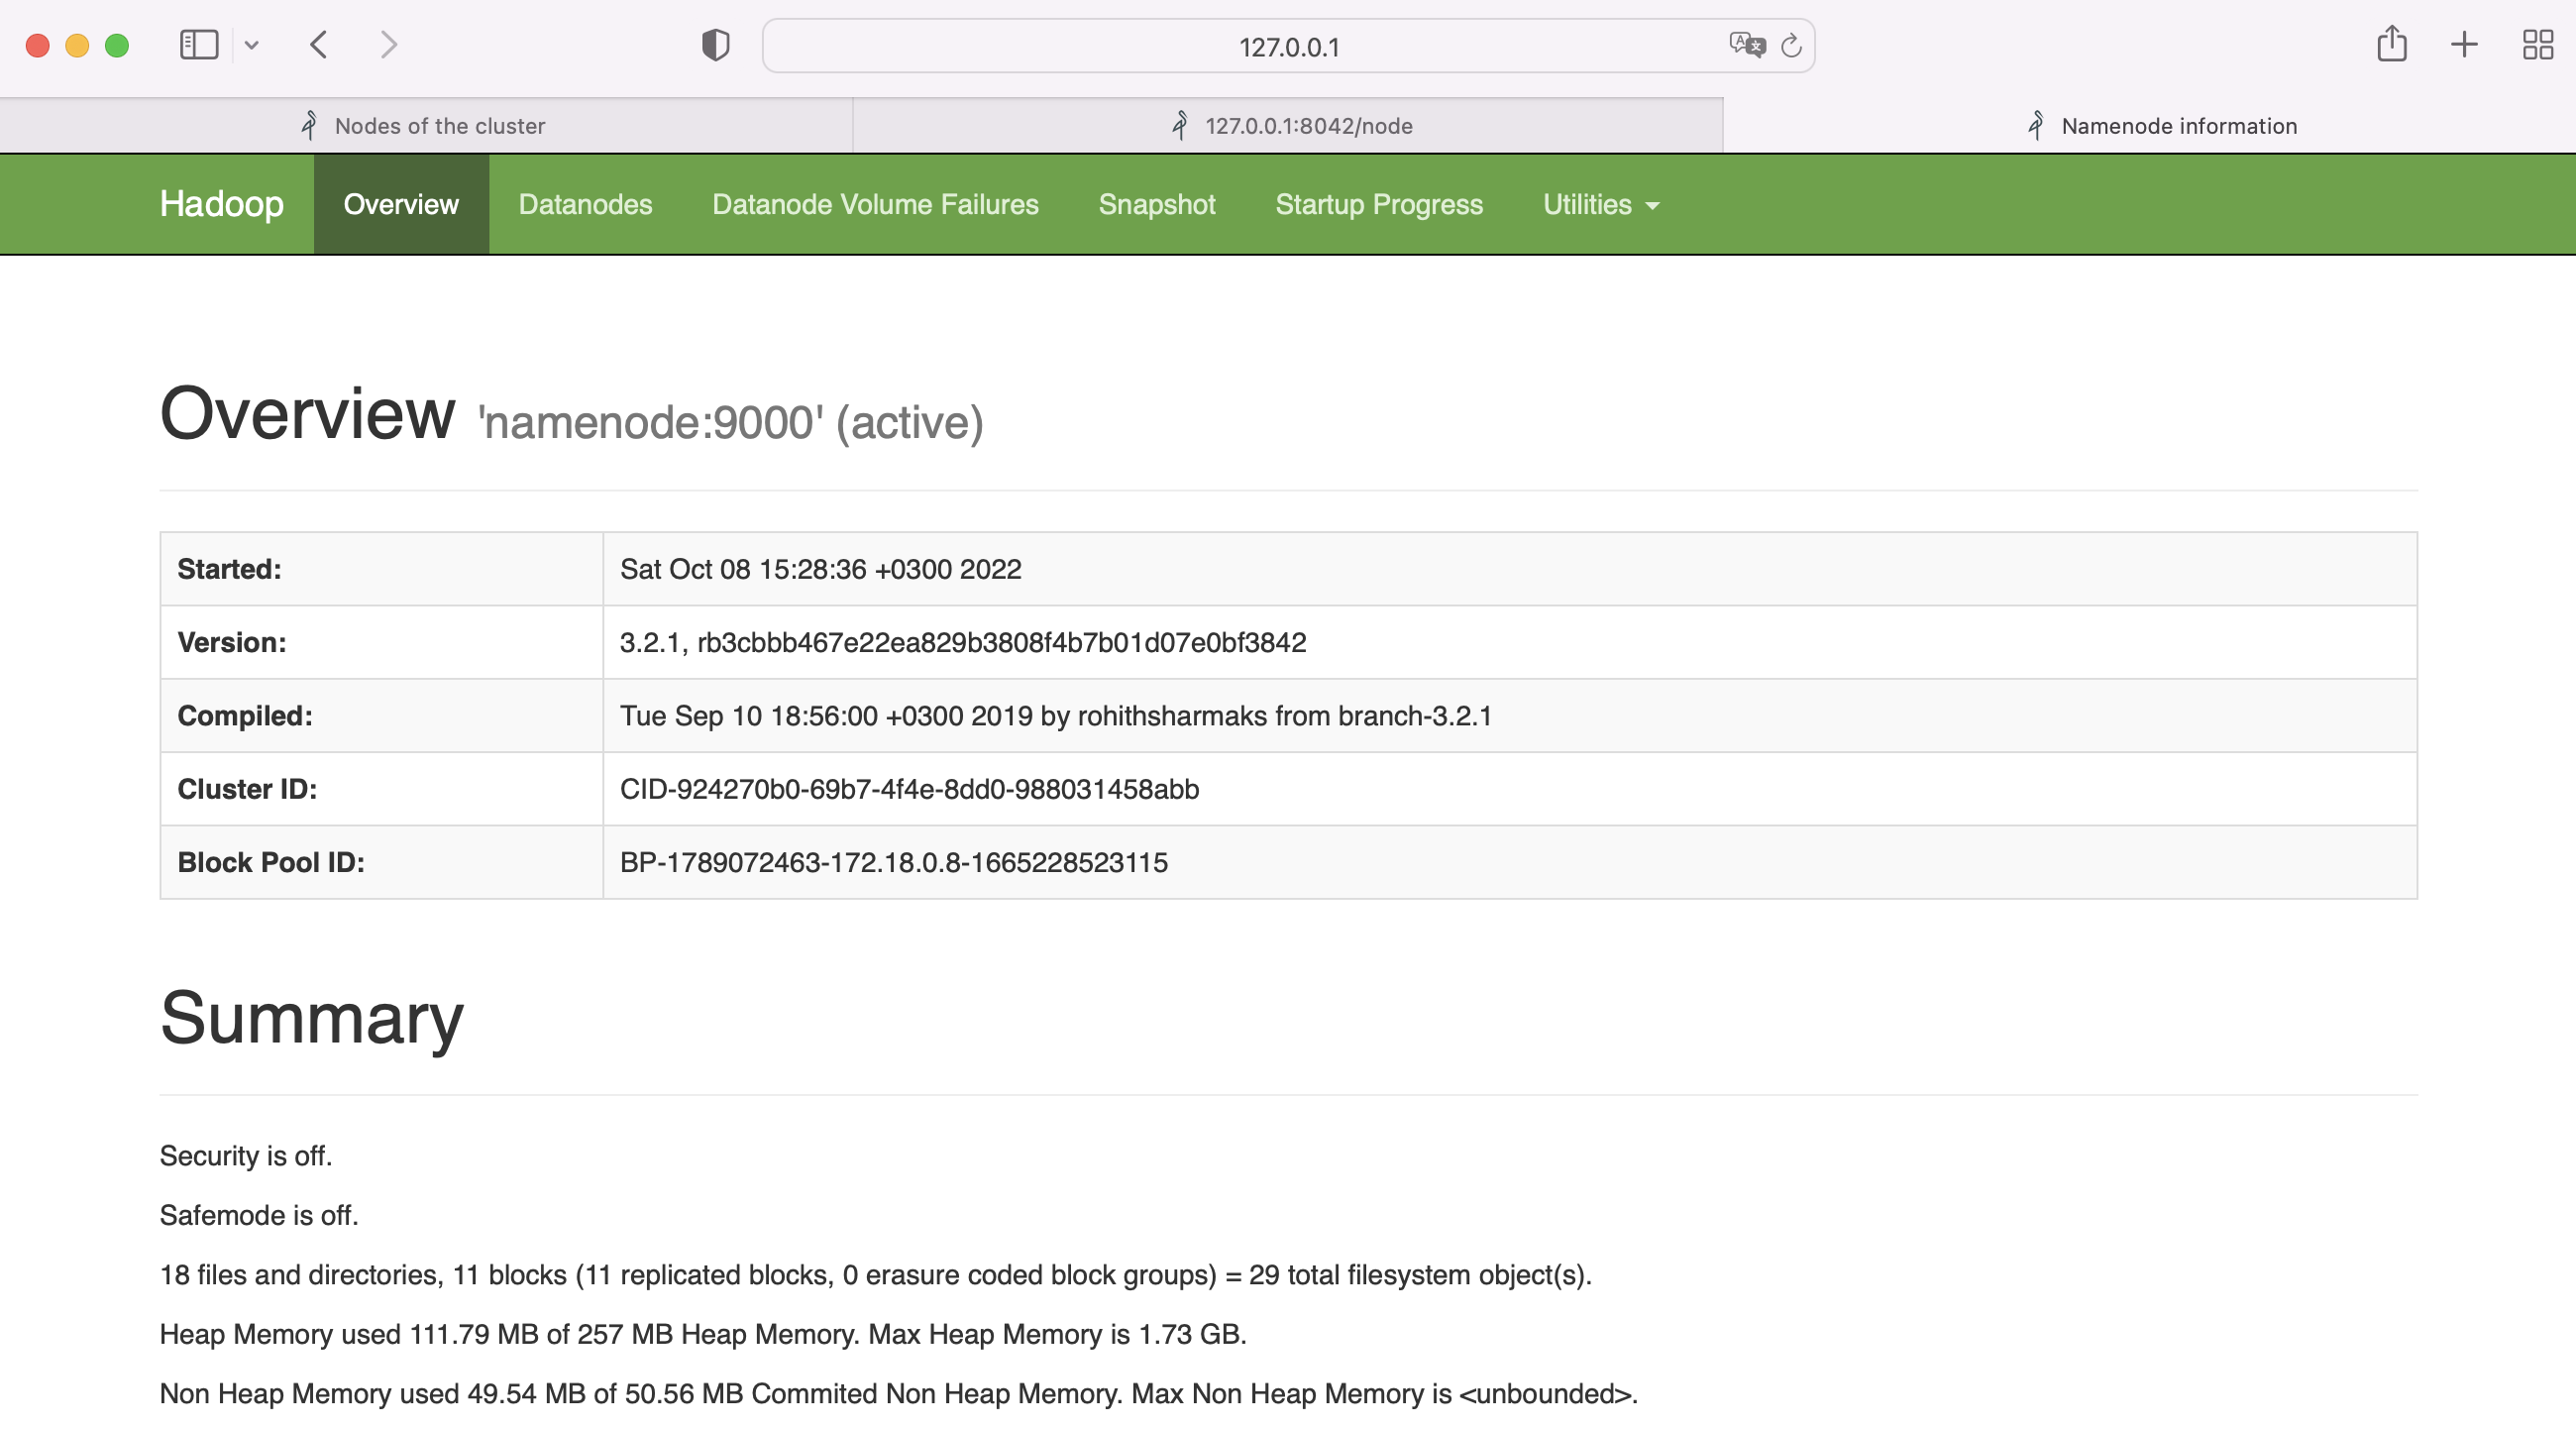 127.0.0.1
Nodes of the cluster
127.0.0.1:8042/node
Namenode information
Hadoop Overview Datanodes Datanode Volume Failures Snapshot Startup Progress Utilities
Overview 'namenode:9000' (active)
Started: Sat Oct 08 15:28:36 +0300 2022
Version: 3.2.1, rb3cbbb467e22ea829b3808f4b7b01d07e0bf3842
Compiled: Tue Sep 10 18:56:00 +0300 2019 by rohithsharmaks from branch-3.2.1
Cluster ID: CID-924270b0-69b7-4f4e-8dd0-988031458abb
Block Pool ID: BP-1789072463-172.18.0.8-1665228523115
Summary
Security is off.
Safemode is off.
18 files and directories, 11 blocks (11 replicated blocks, 0 erasure coded block groups) = 29 total filesystem object(s).
Heap Memory used 111.79 MB of 257 MB Heap Memory. Max Heap Memory is 1.73 GB.
Non Heap Memory used 49.54 MB of 50.56 MB Commited Non Heap Memory. Max Non Heap Memory is <unbounded>.